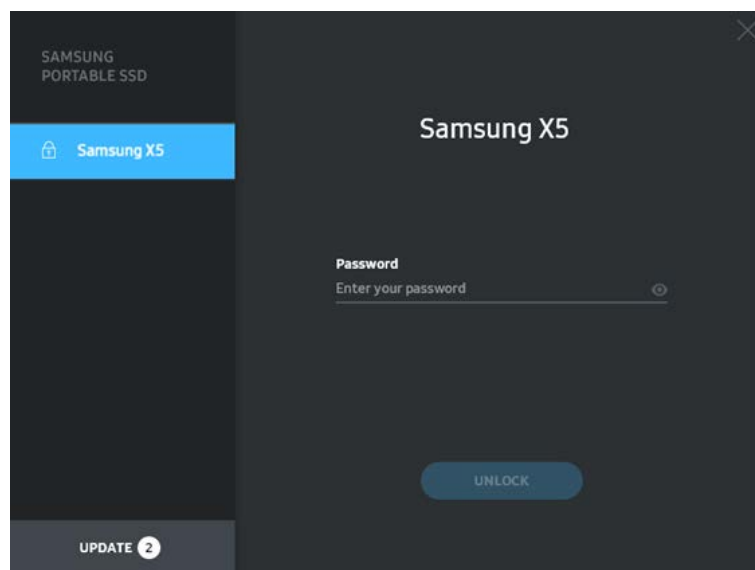 SAMSUNG
PORTABLE SSD
Samsung X5
Samsung X5
Password
Enter your password
UNLOCK
UPDATE 2